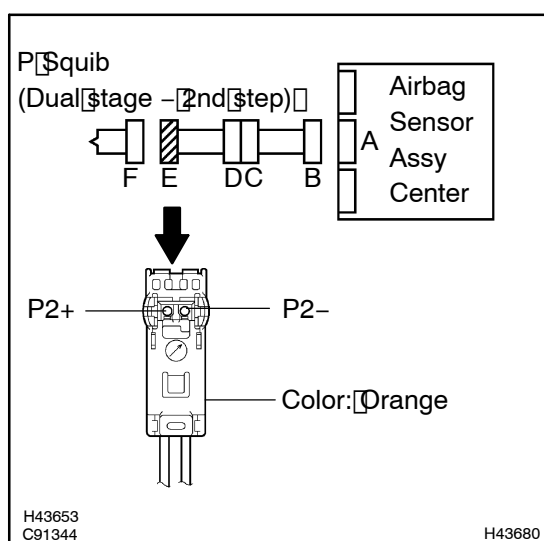 P▯Squib
(Dual▯stage − ▯2nd▯step)▯
Airbag
Sensor
Assy
Center
A
F E D C B
P2+
P2−
Color:▯Orange
H43653
C91344
H43680